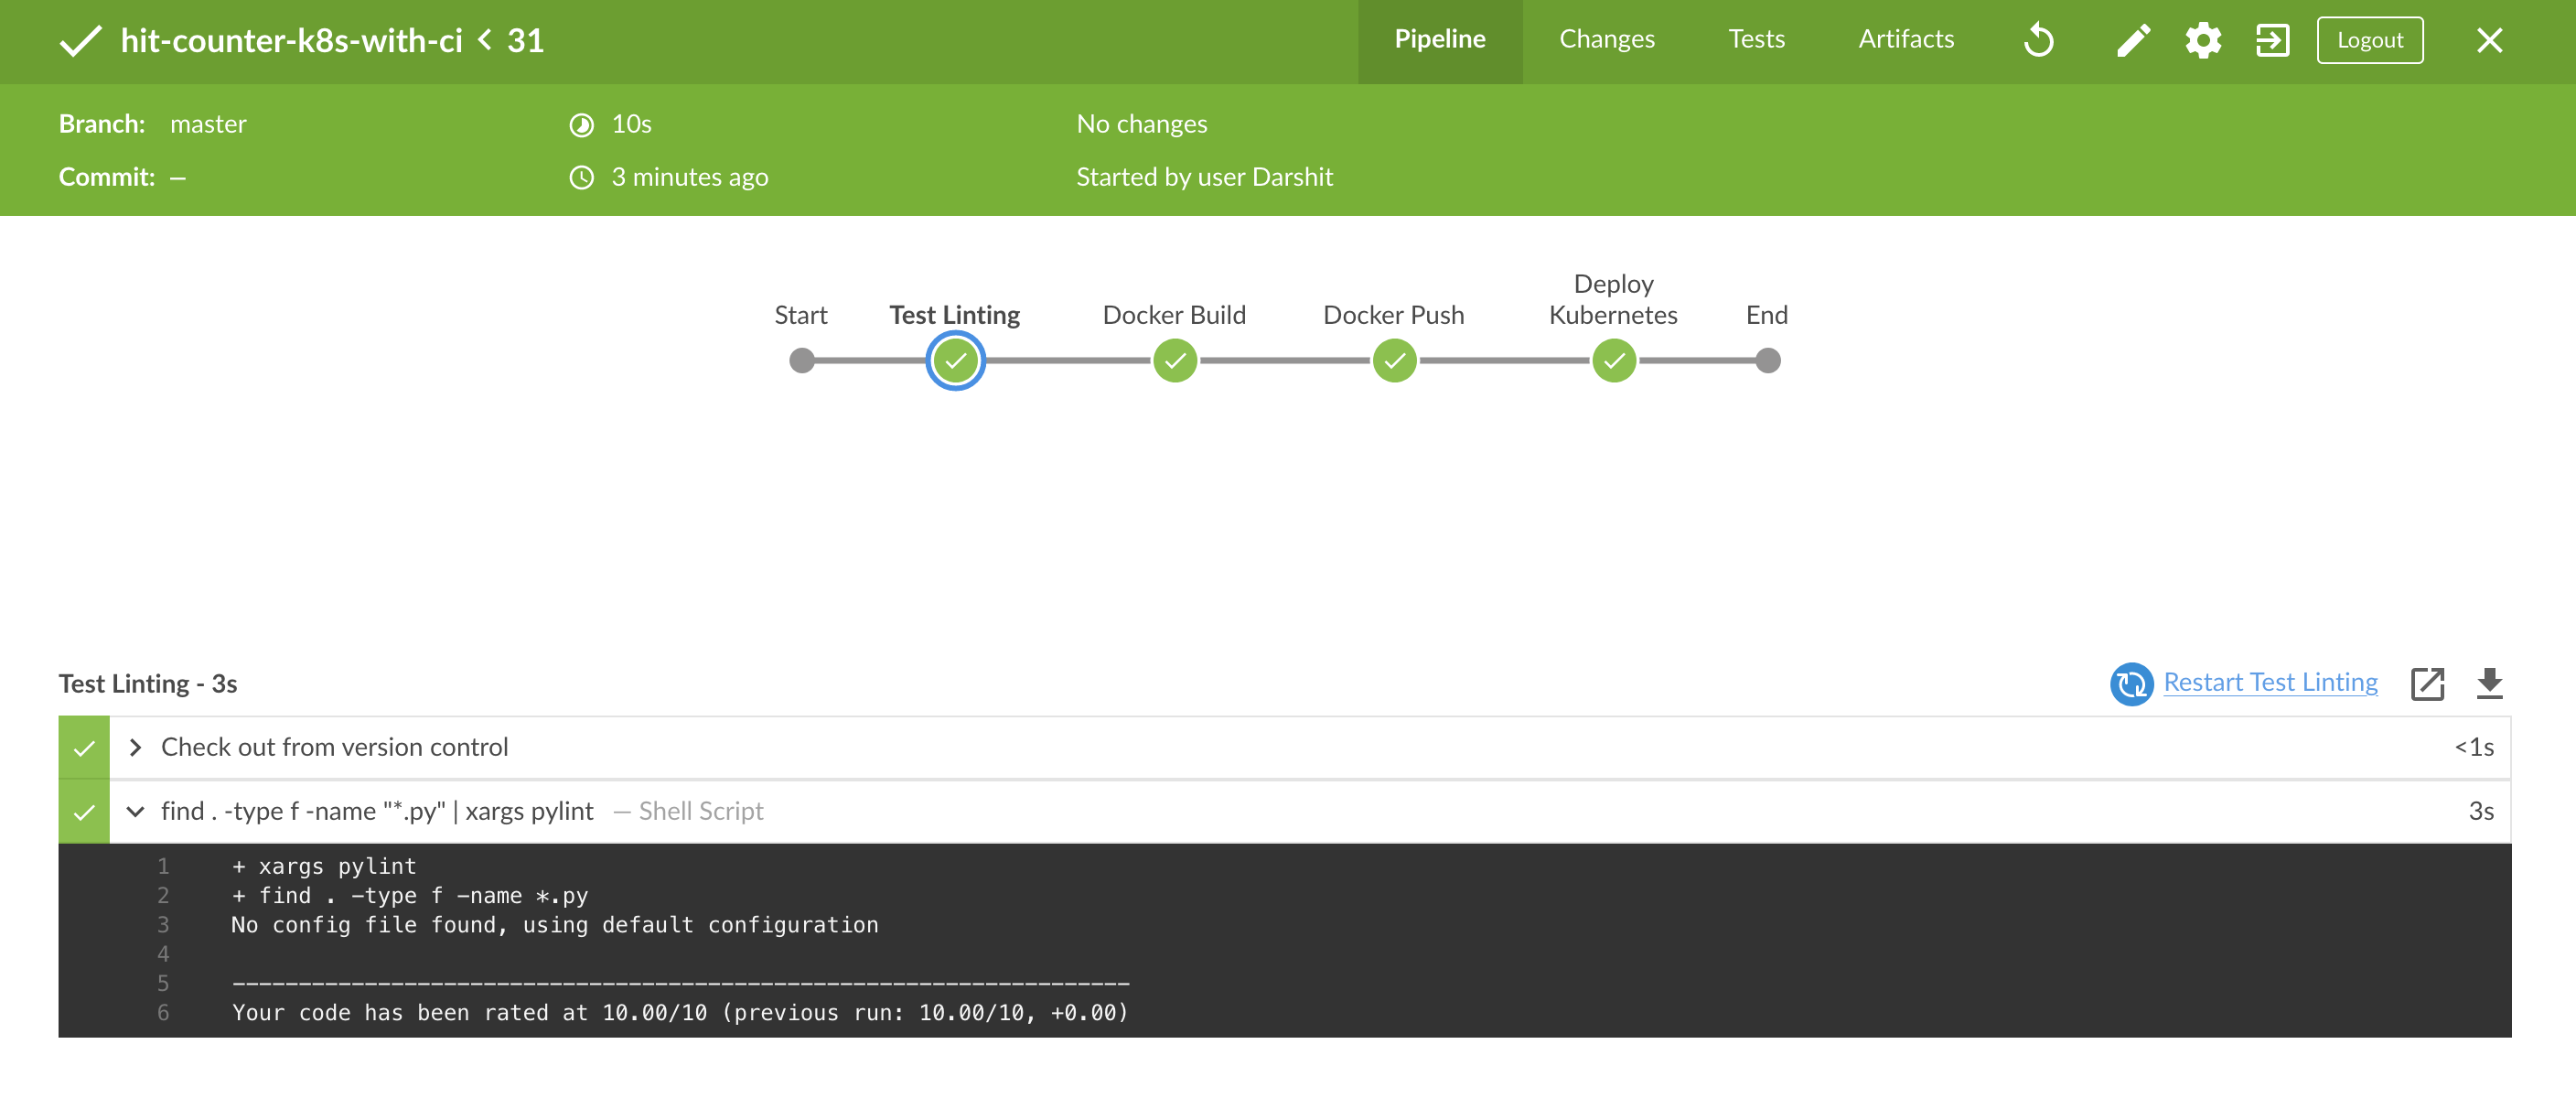 hit-counter-k8s-with-ci < 31
Pipeline Changes Tests Artifacts Logout
Branch: master 10s No changes
Commit: — 3 minutes ago Started by user Darshit
Start Test Linting Docker Build Docker Push Deploy Kubernetes End
Test Linting - 3s Restart Test Linting
Check out from version control <1s
find . -type f -name "*.py" | xargs pylint — Shell Script 3s
1 + xargs pylint
2 + find . -type f -name *.py
3 No config file found, using default configuration
4
5 --------------------------------------------------------------------
6 Your code has been rated at 10.00/10 (previous run: 10.00/10, +0.00)